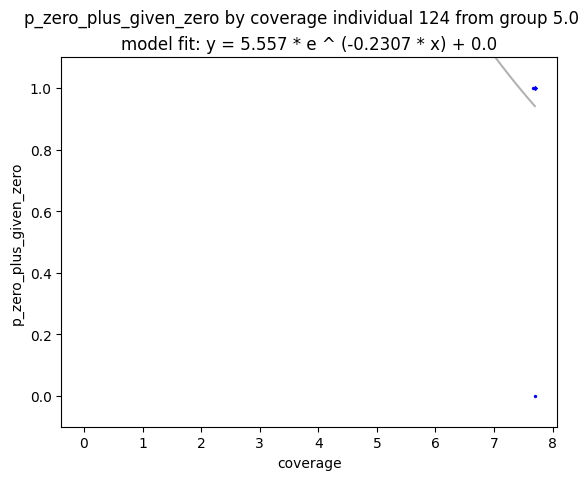 p_zero_plus_given_zero by coverage individual 124 from group 5.0
model fit: y = 5.557 * e ^ (-0.2307 * x) + 0.0
1.0
0.8
0.6
0.4
0.2
0.0
p_zero_plus_given_zero
0 1 2 3 4 5 6 7 8
coverage